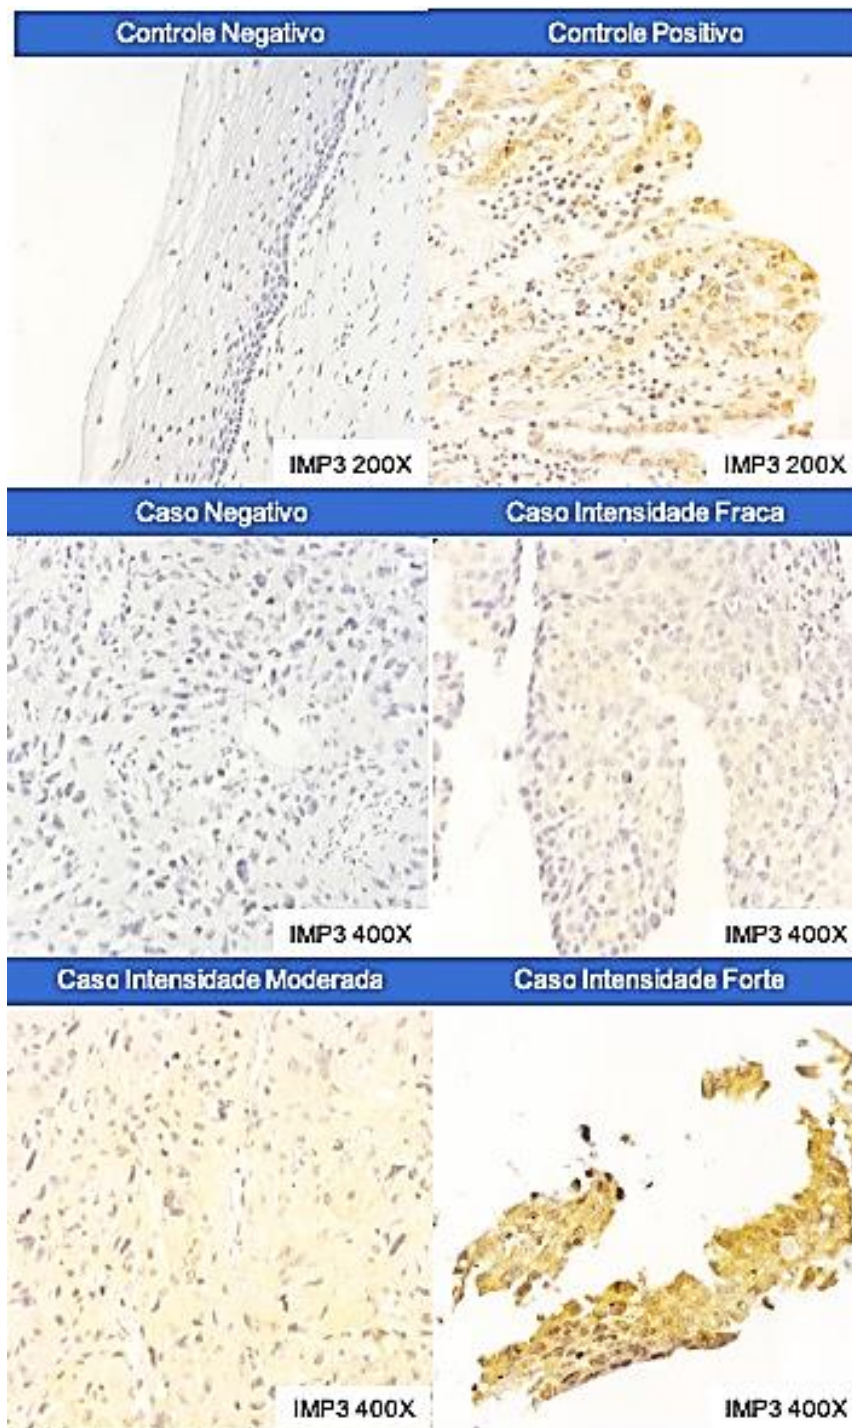 Controle Negativo
Controle Positivo
IMP3 200X
IMP3 200X
Caso Negativo
Caso Intensidade Fraca
IMP3 400X
IMP3 400X
Caso Intensidade Moderada
Caso Intensidade Forte
IMP3 400X
IMP3 400X